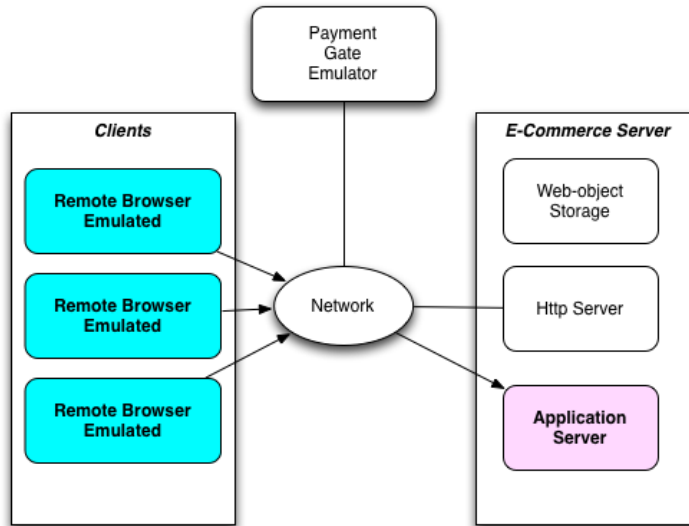 Payment
Gate
Emulator
Clients
Remote Browser
Emulated
Remote Browser
Emulated
Remote Browser
Emulated
Network
E-Commerce Server
Web-object
Storage
Http Server
Application
Server